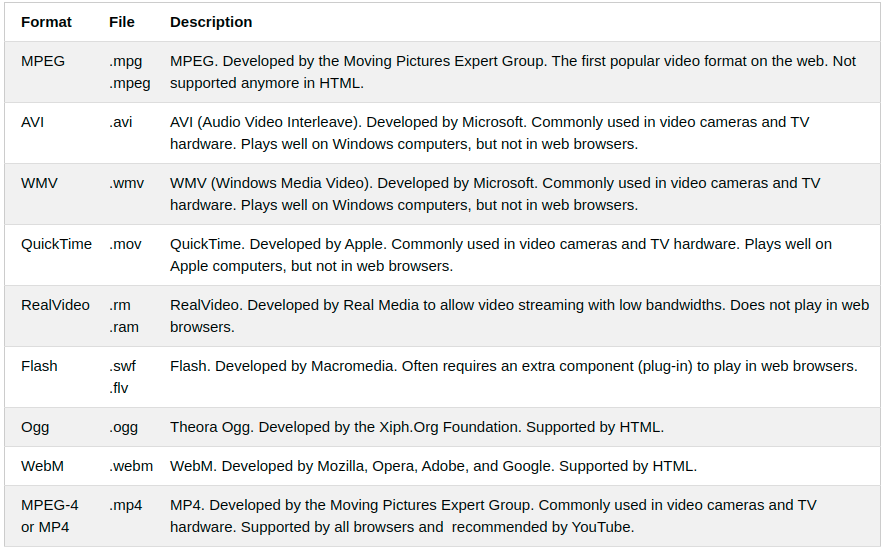 Format File Description
MPEG .mpg MPEG. Developed by the Moving Pictures Expert Group. The first popular video format on the web. Not
.mpeg supported anymore in HTML.
AVI .avi AVI (Audio Video Interleave). Developed by Microsoft. Commonly used in video cameras and TV
hardware. Plays well on Windows computers, but not in web browsers.
WMV .wmv WMV (Windows Media Video). Developed by Microsoft. Commonly used in video cameras and TV
hardware. Plays well on Windows computers, but not in web browsers.
QuickTime .mov QuickTime. Developed by Apple. Commonly used in video cameras and TV hardware. Plays well on
Apple computers, but not in web browsers.
RealVideo .rm RealVideo. Developed by Real Media to allow video streaming with low bandwidths. Does not play in web
.ram browsers.
Flash .swf Flash. Developed by Macromedia. Often requires an extra component (plug-in) to play in web browsers.
.flv
Ogg .ogg Theora Ogg. Developed by the Xiph.Org Foundation. Supported by HTML.
WebM .webm WebM. Developed by Mozilla, Opera, Adobe, and Google. Supported by HTML.
MPEG-4 .mp4 MP4. Developed by the Moving Pictures Expert Group. Commonly used in video cameras and TV
or MP4 hardware. Supported by all browsers and  recommended by YouTube.